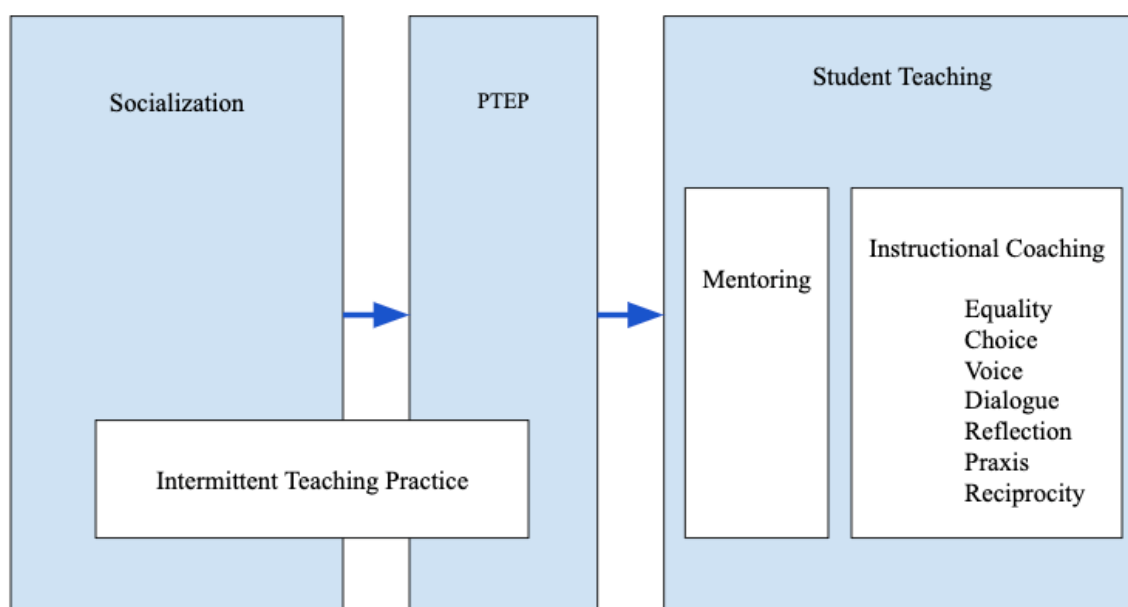 Socialization
PTEP
Student Teaching
Intermittent Teaching Practice
Mentoring
Instructional Coaching
Equality
Choice
Voice
Dialogue
Reflection
Praxis
Reciprocity